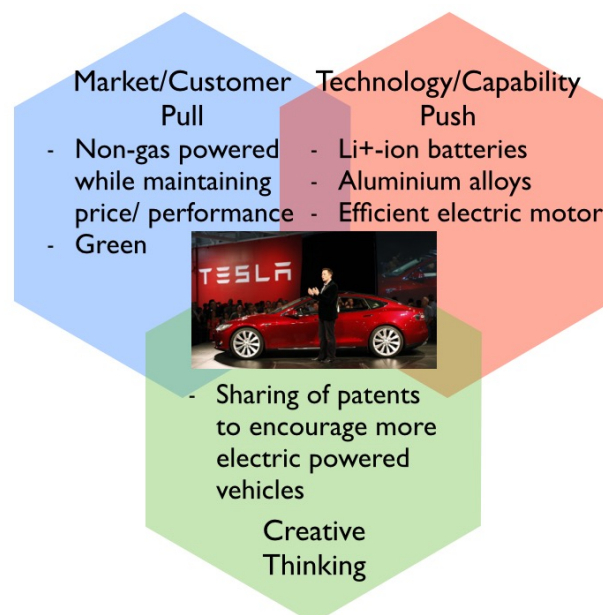 Market/Customer
Pull
- Non-gas powered
while maintaining
price/ performance
- Green
Technology/Capability
Push
- Li+-ion batteries
- Aluminium alloys
- Efficient electric motor
TESLA
- Sharing of patents
to encourage more
electric powered
vehicles
Creative
Thinking